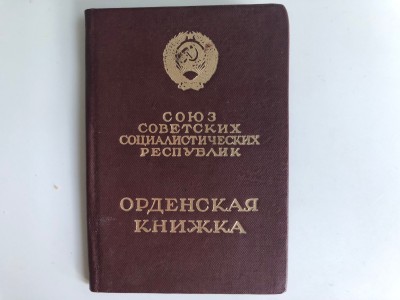 СОЮЗ
СОВЕТСКИХ
СОЦИАЛИСТИЧЕСКИХ
РЕСПУБЛИК
ОРДЕНСКАЯ
КНИЖКА